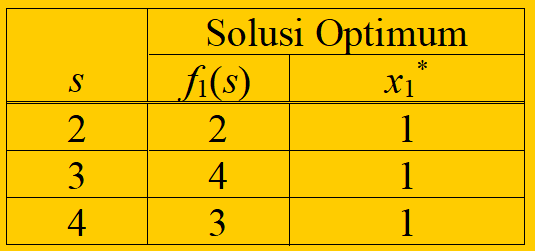 Solusi Optimum
s f₁(s) x₁*
2 2 1
3 4 1
4 3 1